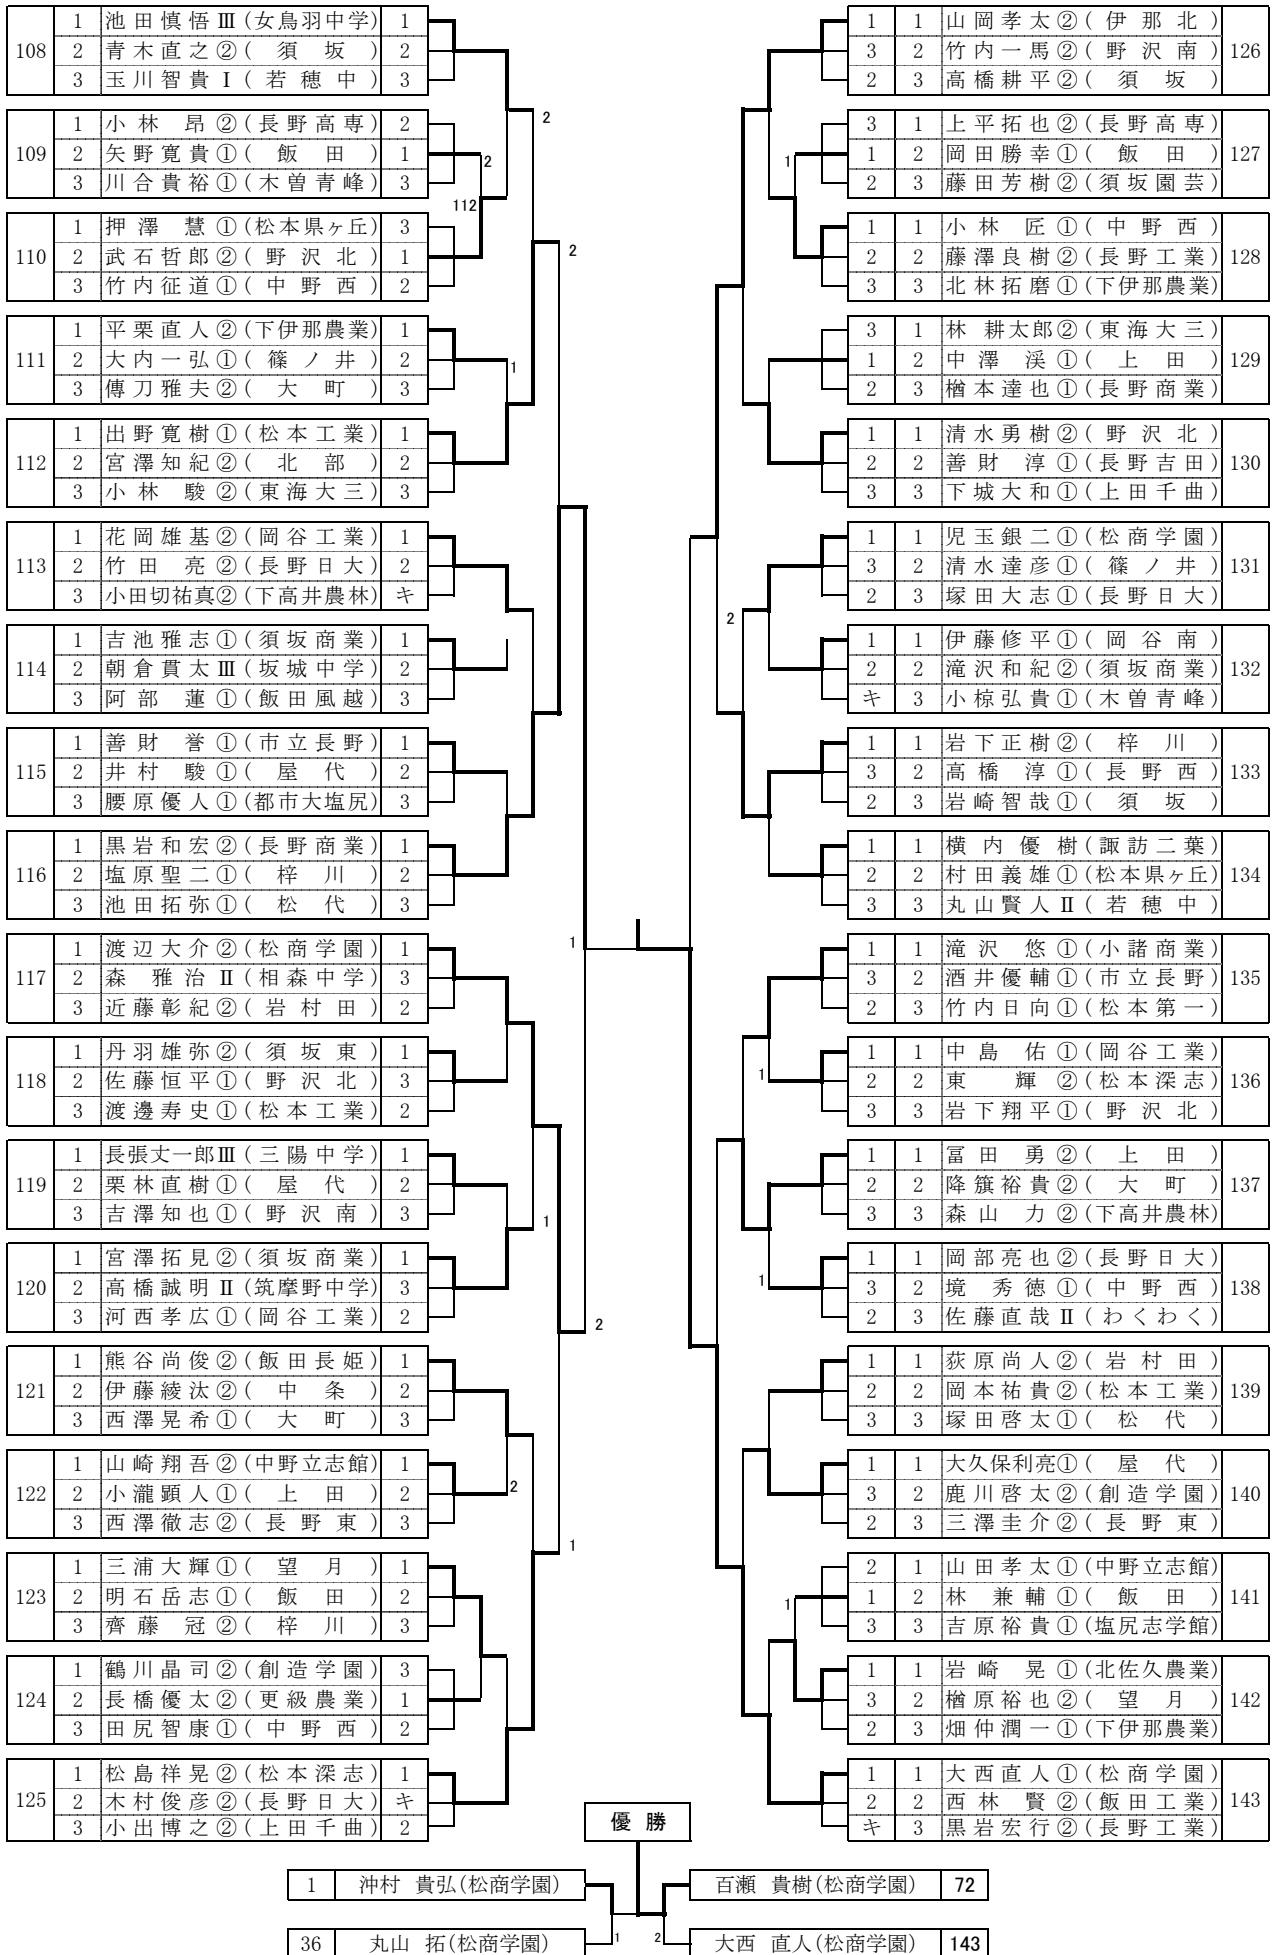 108
1 池田慎悟Ⅲ(女鳥羽中学) 1
2 青木直之②(須坂) 2
3 玉川智貴Ⅰ(若穂中) 3
109
1 小林 昂②(長野高専) 2
2 矢野寛貴①(飯田) 1
3 川合貴裕①(木曽青峰) 3
110
1 押澤 慧①(松本県ヶ丘) 3
2 武石哲郎②(野沢北) 1
3 竹内征道①(中野西) 2
111
1 平栗直人②(下伊那農業) 1
2 大内一弘①(篠ノ井) 2
3 傳刀雅夫②(大町) 3
112
1 出野寛樹①(松本工業) 1
2 宮澤知紀②(北部) 2
3 小林 駿②(東海大三) 3
113
1 花岡雄基②(岡谷工業) 1
2 竹田 亮②(長野日大) 2
3 小田切祐真②(下高井農林) キ
114
1 吉池雅志①(須坂商業) 1
2 朝倉貫太Ⅲ(坂城中学) 2
3 阿部 蓮①(飯田風越) 3
115
1 善財 誉①(市立長野) 1
2 井村 駿①(屋代) 2
3 腰原優人①(都市大塩尻) 3
116
1 黒岩和宏②(長野商業) 1
2 塩原聖二①(梓川) 2
3 池田拓弥①(松代) 3
117
1 渡辺大介②(松商学園) 1
2 森 雅治Ⅱ(相森中学) 3
3 近藤彰紀②(岩村田) 2
118
1 丹羽雄弥②(須坂東) 1
2 佐藤恒平①(野沢北) 3
3 渡邊寿史①(松本工業) 2
119
1 長張丈一郎Ⅲ(三陽中学) 1
2 栗林直樹①(屋代) 2
3 吉澤知也①(野沢南) 3
120
1 宮澤拓見②(須坂商業) 1
2 高橋誠明Ⅱ(筑摩野中学) 3
3 河西孝広①(岡谷工業) 2
121
1 熊谷尚俊②(飯田長姫) 1
2 伊藤綾汰②(中条) 2
3 西澤晃希①(大町) 3
122
1 山崎翔吾②(中野立志館) 1
2 小瀧顕人①(上田) 2
3 西澤徹志②(長野東) 3
123
1 三浦大輝①(望月) 1
2 明石岳志①(飯田) 2
3 齊藤 冠②(梓川) 3
124
1 鶴川晶司②(創造学園) 3
2 長橋優太②(更級農業) 1
3 田尻智康①(中野西) 2
125
1 松島祥晃②(松本深志) 1
2 木村俊彦②(長野日大) キ
3 小出博之②(上田千曲) 2
2
2
112
2
1
1
1
1
2
2
1
1 1 山岡孝太②(伊那北)
3 2 竹内一馬②(野沢南)
2 3 高橋耕平②(須坂)
126
3 1 上平拓也②(長野高専)
1 2 岡田勝幸①(飯田)
2 3 藤田芳樹②(須坂園芸)
127
1 1 小林 匠①(中野西)
2 2 藤澤良樹②(長野工業)
3 3 北林拓磨①(下伊那農業)
128
3 1 林 耕太郎②(東海大三)
1 2 中澤 渓①(上田)
2 3 楢本達也①(長野商業)
129
1 1 清水勇樹②(野沢北)
2 2 善財 淳①(長野吉田)
3 3 下城大和①(上田千曲)
130
1 1 児玉銀二①(松商学園)
3 2 清水達彦①(篠ノ井)
2 3 塚田大志①(長野日大)
131
1 1 伊藤修平①(岡谷南)
2 2 滝沢和紀②(須坂商業)
キ 3 小椋弘貴①(木曽青峰)
132
1 1 岩下正樹②(梓川)
3 2 高橋 淳①(長野西)
2 3 岩崎智哉①(須坂)
133
1 1 横内優樹(諏訪二葉)
2 2 村田義雄①(松本県ヶ丘)
3 3 丸山賢人Ⅱ(若穂中)
134
1 1 滝沢 悠①(小諸商業)
3 2 酒井優輔①(市立長野)
2 3 竹内日向①(松本第一)
135
1 1 中島 佑①(岡谷工業)
2 2 東 輝②(松本深志)
3 3 岩下翔平①(野沢北)
136
1 1 冨田 勇②(上田)
2 2 降籏裕貴②(大町)
3 3 森山 力②(下高井農林)
137
1 1 岡部亮也②(長野日大)
3 2 境 秀徳①(中野西)
2 3 佐藤直哉Ⅱ(わくわく)
138
1 1 荻原尚人②(岩村田)
2 2 岡本祐貴②(松本工業)
3 3 塚田啓太①(松代)
139
1 1 大久保利亮①(屋代)
3 2 鹿川啓太②(創造学園)
2 3 三澤圭介②(長野東)
140
2 1 山田孝太①(中野立志館)
1 2 林 兼輔①(飯田)
3 3 吉原裕貴①(塩尻志学館)
141
1 1 岩崎 晃①(北佐久農業)
3 2 楢原裕也②(望月)
2 3 畑仲潤一①(下伊那農業)
142
1 1 大西直人①(松商学園)
2 2 西林 賢②(飯田工業)
キ 3 黒岩宏行②(長野工業)
143
1
2
1
1
1
優勝
1 沖村 貴弘(松商学園)
36 丸山 拓(松商学園)
1
2
百瀬 貴樹(松商学園) 72
大西 直人(松商学園) 143